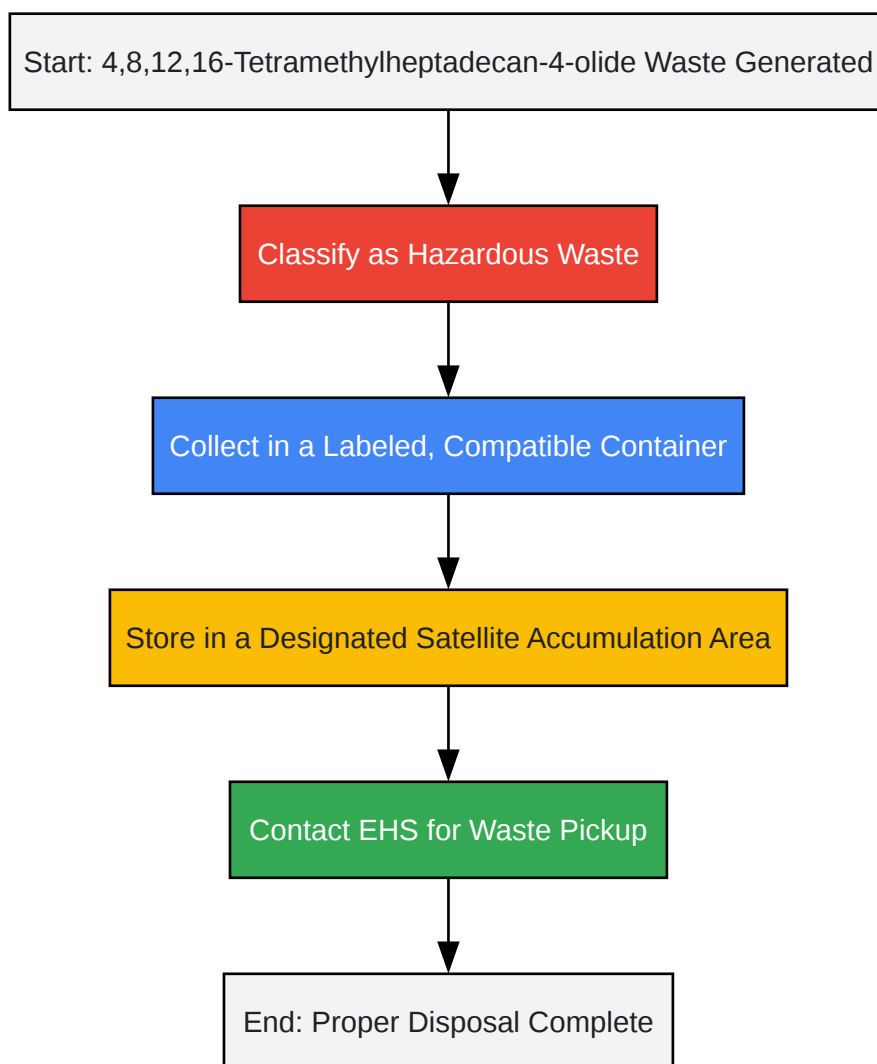 Start: 4,8,12,16-Tetramethylheptadecan-4-olide Waste Generated
Classify as Hazardous Waste
Collect in a Labeled, Compatible Container
Store in a Designated Satellite Accumulation Area
Contact EHS for Waste Pickup
End: Proper Disposal Complete